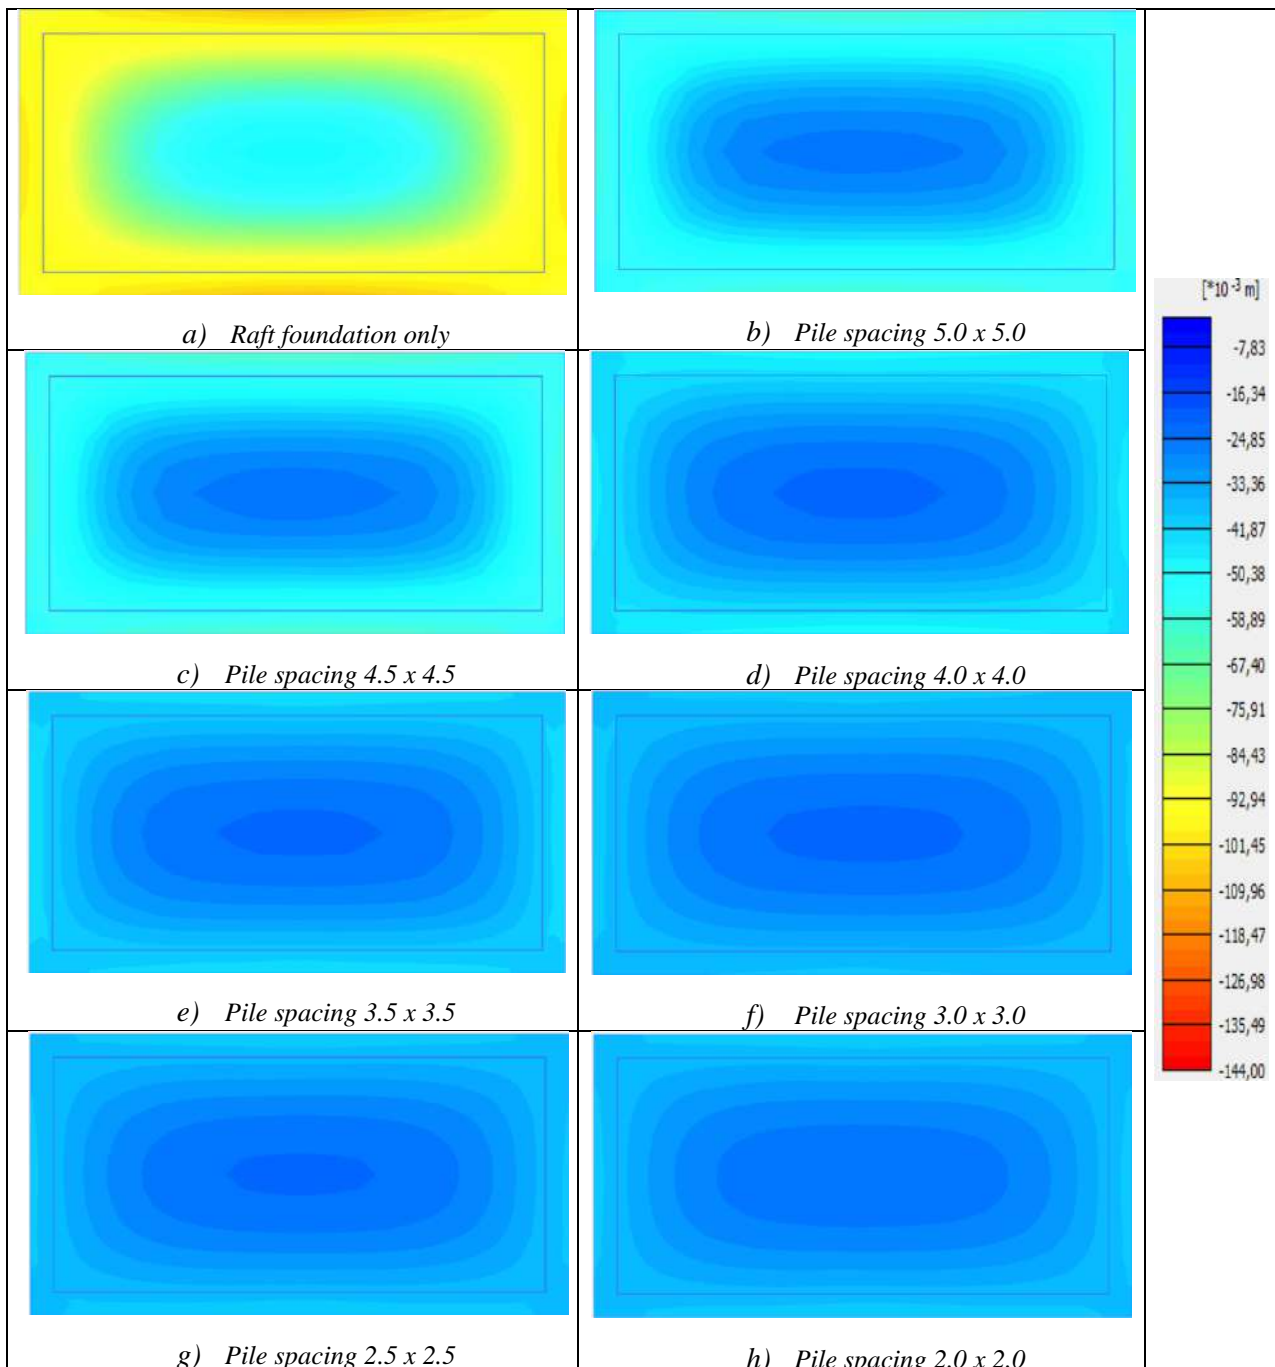 a) Raft foundation only
b) Pile spacing 5.0 x 5.0
c) Pile spacing 4.5 x 4.5
d) Pile spacing 4.0 x 4.0
e) Pile spacing 3.5 x 3.5
f) Pile spacing 3.0 x 3.0
g) Pile spacing 2.5 x 2.5
h) Pile spacing 2.0 x 2.0
[*10⁻³ m]
-7,83
-16,34
-24,85
-33,36
-41,87
-50,38
-58,89
-67,40
-75,91
-84,43
-92,94
-101,45
-109,96
-118,47
-126,98
-135,49
-144,00